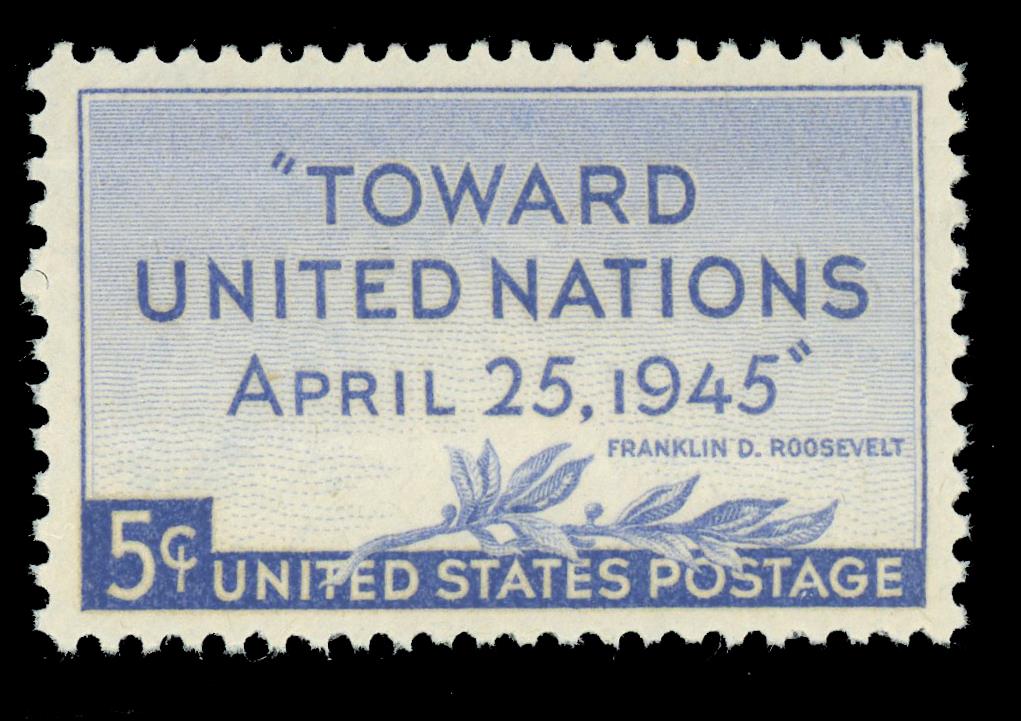 "TOWARD
UNITED NATIONS
APRIL 25, 1945"
FRANKLIN D. ROOSEVELT
5¢
UNITED STATES POSTAGE